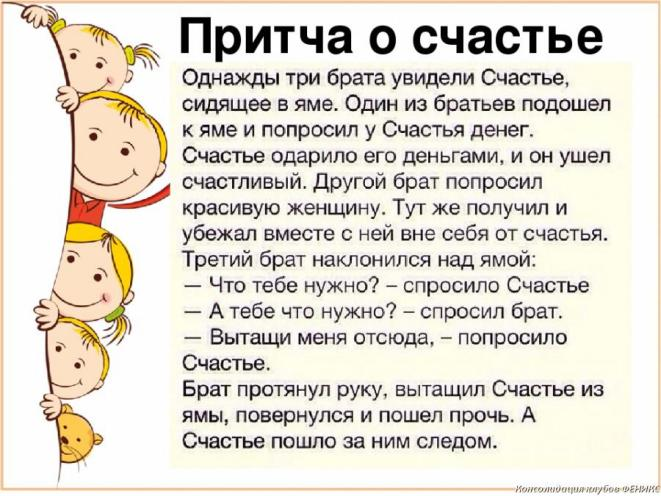 Притча о счастье
Однажды три брата увидели Счастье,
сидящее в яме. Один из братьев подошел
к яме и попросил у Счастья денег.
Счастье одарило его деньгами, и он ушел
счастливый. Другой брат попросил
красивую женщину. Тут же получил и
убежал вместе с ней вне себя от счастья.
Третий брат наклонился над ямой:
— Что тебе нужно? – спросило Счастье
— А тебе что нужно? – спросил брат.
— Вытащи меня отсюда, – попросило
Счастье.
Брат протянул руку, вытащил Счастье из
ямы, повернулся и пошел прочь. А
Счастье пошло за ним следом.
Консолидация клубов ФЕНИКС